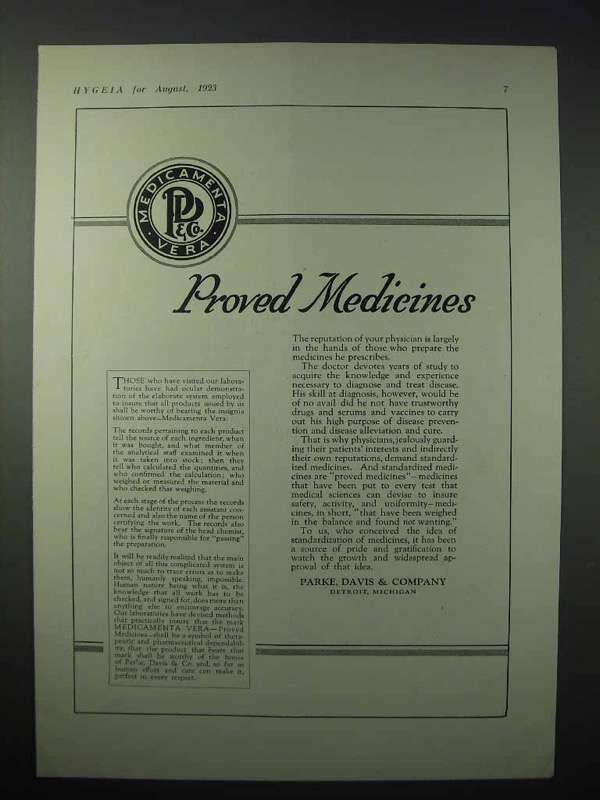 HYGEIA for August, 1923
7
MEDICAMENTA
VERA
P.D. & Co.
Proved Medicines
THOSE who have visited our labora-
tories have had ocular demonstra-
tion of the elaborate system employed
to insure that all products issued by us
shall be worthy of bearing the insignia
shown above—Medicamenta Vera.
The records pertaining to each product
tell the source of each ingredient, when
it was bought, and what member of
the analytical staff examined it when
it was taken into stock; then they
tell who calculated the quantities, and
who confirmed the calculation; who
weighed or measured the material and
who checked that weighing.
At each stage of the process the records
show the identity of each assistant con-
cerned and also the name of the person
certifying the work. The records also
bear the signature of the head chemist,
who is finally responsible for "passing"
the preparation.
It will be readily realized that the main
object of all this complicated system is
not so much to trace errors as to make
them, humanly speaking, impossible.
Human nature being what it is, the
knowledge that all work has to be
checked, and signed for, does more than
anything else to encourage accuracy.
Our laboratories have devised methods
that practically insure that the mark
MEDICAMENTA VERA—Proved
Medicines—shall be a symbol of thera-
peutic and pharmaceutical dependabil-
ity, that the product that bears that
mark shall be worthy of the name
of Parke, Davis & Co. and, so far as
human effort and care can make it,
perfect in every respect.
The reputation of your physician is largely
in the hands of those who prepare the
medicines he prescribes.
The doctor devotes years of study to
acquire the knowledge and experience
necessary to diagnose and treat disease.
His skill at diagnosis, however, would be
of no avail did he not have trustworthy
drugs and serums and vaccines to carry
out his high purpose of disease preven-
tion and disease alleviation and cure.
That is why physicians, jealously guard-
ing their patients' interests and indirectly
their own reputations, demand standard-
ized medicines. And standardized medi-
cines are "proved medicines"—medicines
that have been put to every test that
medical sciences can devise to insure
safety, activity, and uniformity—medi-
cines, in short, "that have been weighed
in the balance and found not wanting."
To us, who conceived the idea of
standardization of medicines, it has been
a source of pride and gratification to
watch the growth and widespread ap-
proval of that idea.
PARKE, DAVIS & COMPANY
DETROIT, MICHIGAN